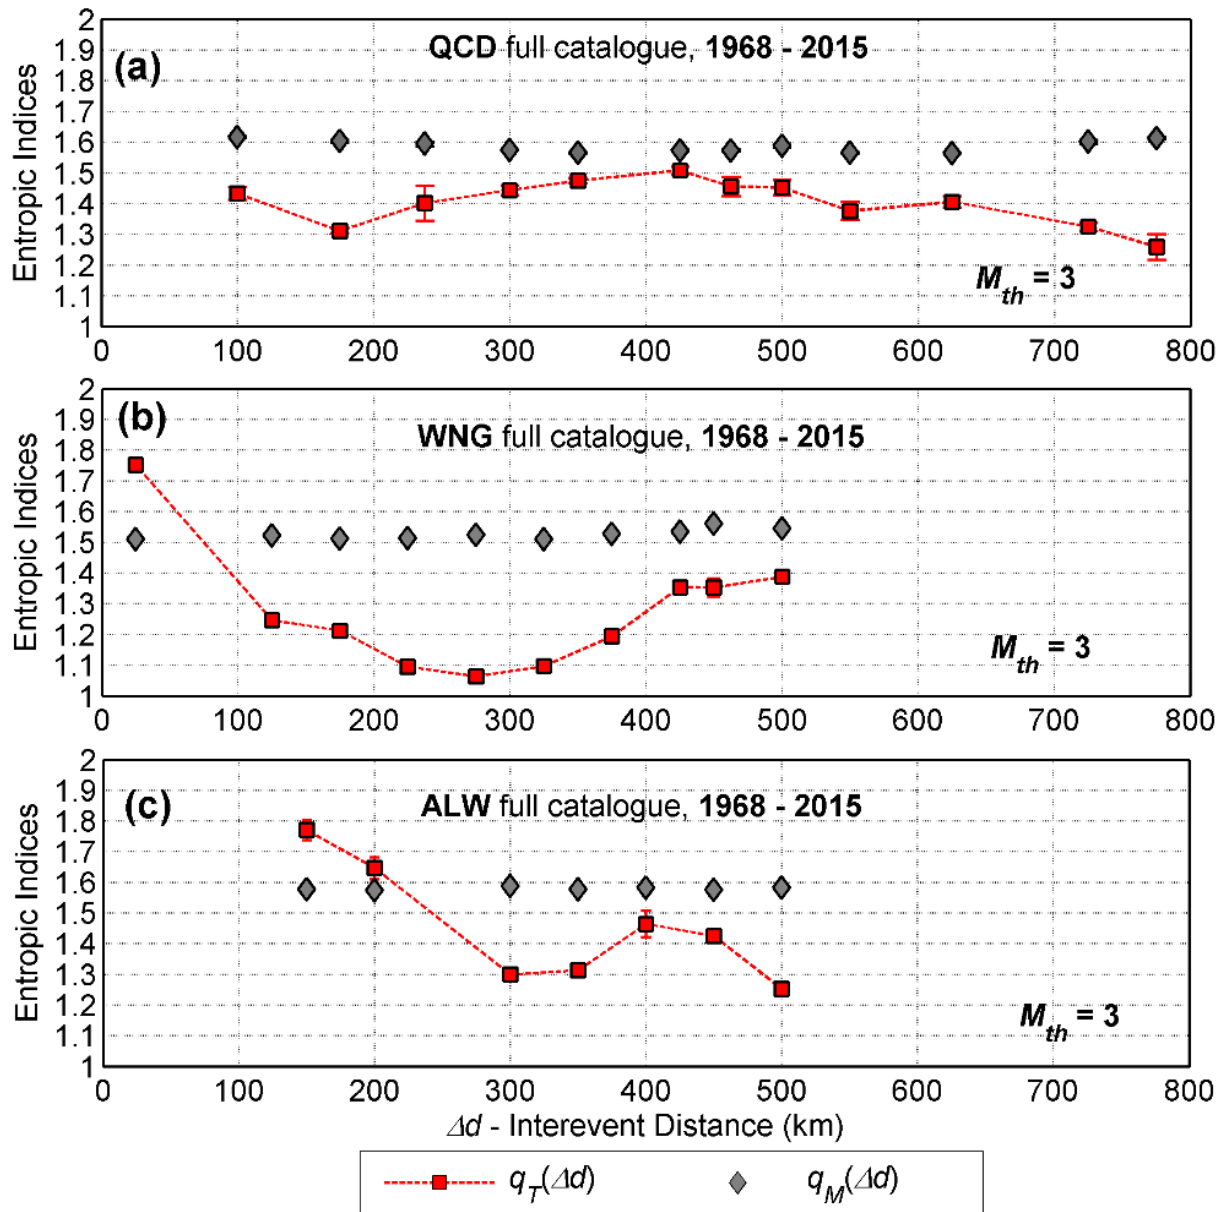 (a)
QCD full catalogue, 1968 - 2015
Entropic Indices
2
1.9
1.8
1.7
1.6
1.5
1.4
1.3
1.2
1.1
1
M_th = 3
0 100 200 300 400 500 600 700 800
(b)
WNG full catalogue, 1968 - 2015
Entropic Indices
2
1.9
1.8
1.7
1.6
1.5
1.4
1.3
1.2
1.1
1
M_th = 3
0 100 200 300 400 500 600 700 800
(c)
ALW full catalogue, 1968 - 2015
Entropic Indices
2
1.9
1.8
1.7
1.6
1.5
1.4
1.3
1.2
1.1
1
M_th = 3
0 100 200 300 400 500 600 700 800
Δd - Interevent Distance (km)
q_T(Δd) q_M(Δd)